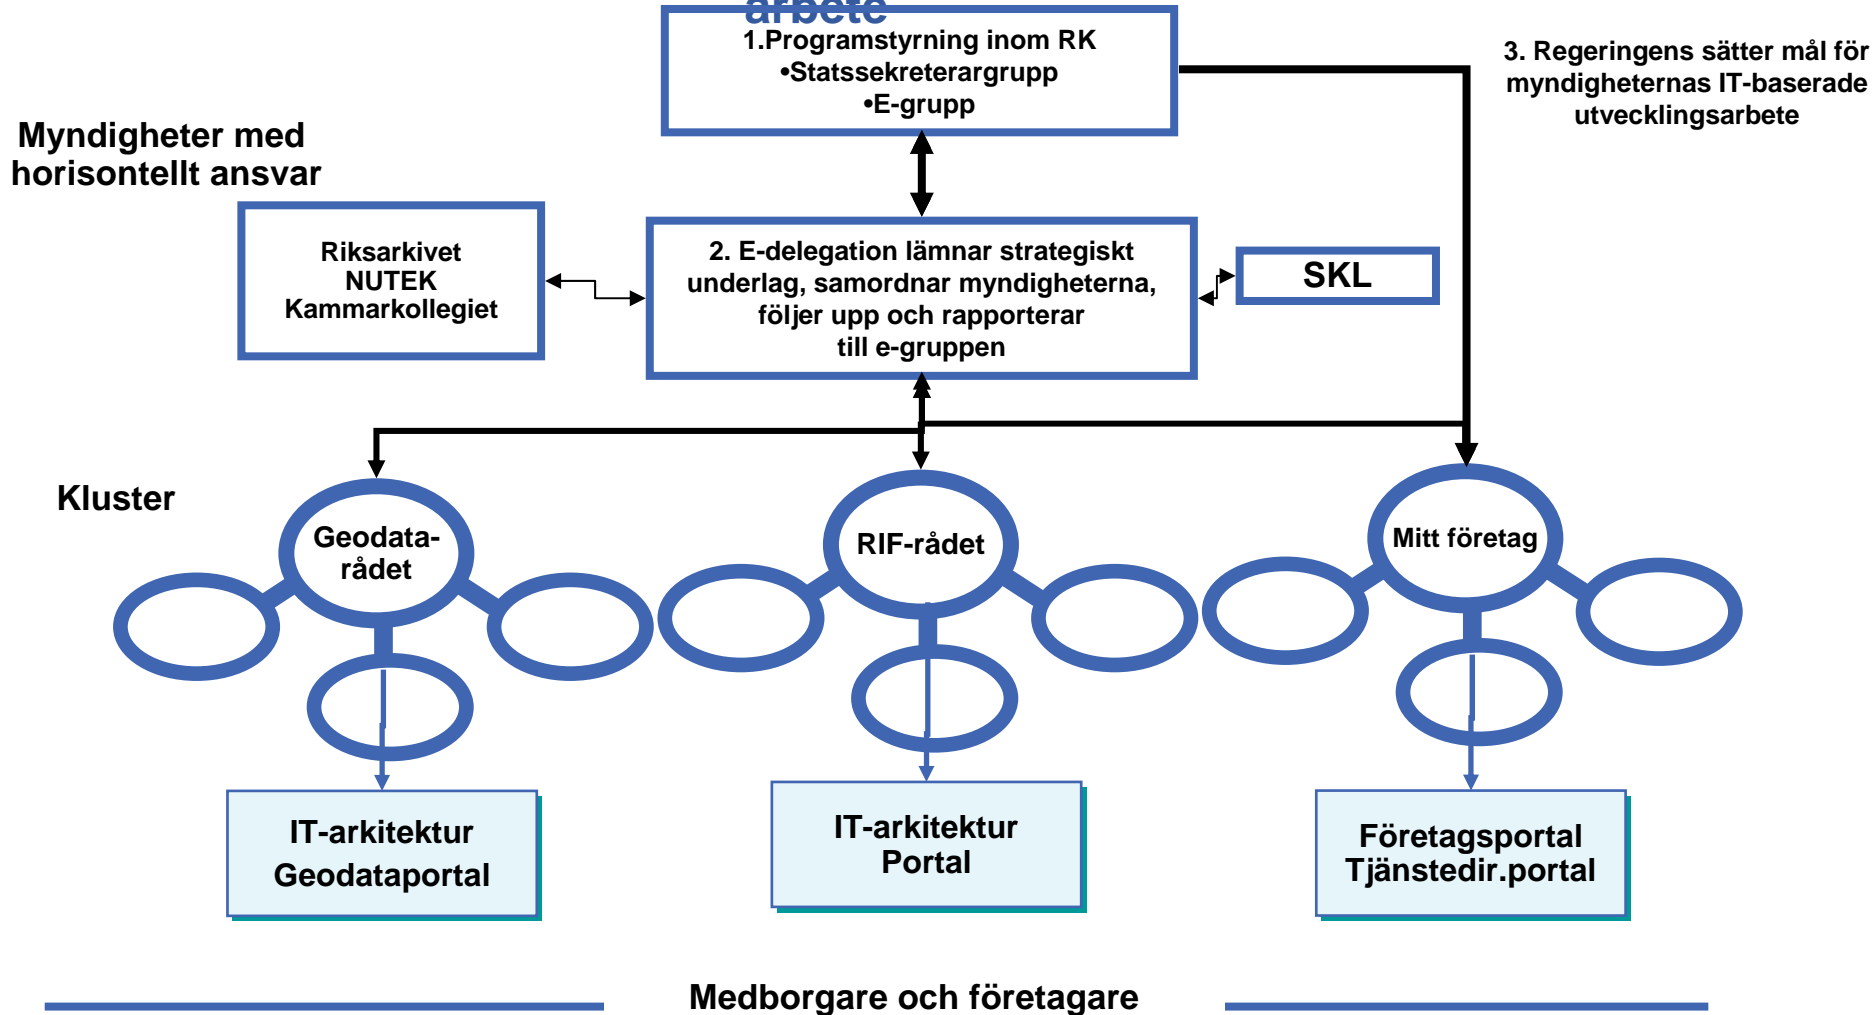 arbete
1.Programstyrning inom RK
•Statssekreterargrupp
•E-grupp
3. Regeringens sätter mål för
myndigheternas IT-baserade
utvecklingsarbete
Myndigheter med
horisontellt ansvar
Riksarkivet
NUTEK
Kammarkollegiet
2. E-delegation lämnar strategiskt
underlag, samordnar myndigheterna,
följer upp och rapporterar
till e-gruppen
SKL
Kluster
Geodata-
rådet
RIF-rådet
Mitt företag
IT-arkitektur
Geodataportal
IT-arkitektur
Portal
Företagsportal
Tjänstedir.portal
Medborgare och företagare